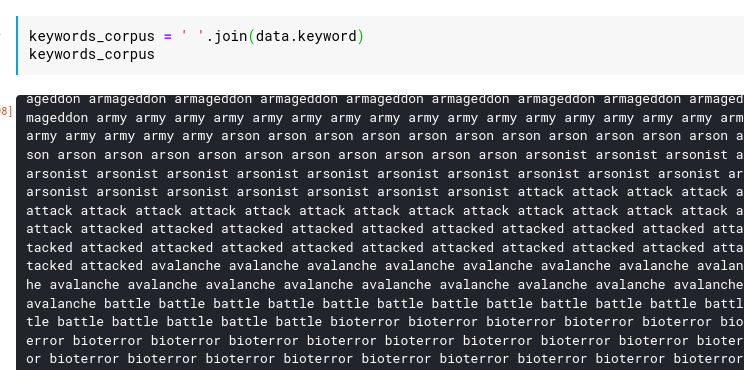 keywords_corpus = ' '.join(data.keyword)
keywords_corpus
98]
ageddon armageddon armageddon armageddon armageddon armageddon armageddon armageddon armaged
mageddon army army army army army army army army army army army army army army army army arm
army army army army army arson arson arson arson arson arson arson arson arson arson arson a
son arson arson arson arson arson arson arson arson arson arson arson arsonist arsonist arsonist a
arsonist arsonist arsonist arsonist arsonist arsonist arsonist arsonist arsonist arsonist ar
arsonist arsonist arsonist arsonist arsonist arsonist arsonist attack attack attack attack a
attack attack attack attack attack attack attack attack attack attack attack attack attack a
attack attacked attacked attacked attacked attacked attacked attacked attacked attacked atta
tacked attacked attacked attacked attacked attacked attacked attacked attacked attacked atta
tacked attacked avalanche avalanche avalanche avalanche avalanche avalanche avalanche avalan
he avalanche avalanche avalanche avalanche avalanche avalanche avalanche avalanche avalanche
avalanche battle battle battle battle battle battle battle battle battle battle battle battl
tle battle battle battle battle battle bioterror bioterror bioterror bioterror bioterror bio
error bioterror bioterror bioterror bioterror bioterror bioterror bioterror bioterror bioterr
or bioterror bioterror bioterror bioterror bioterror bioterror bioterror bioterror bioterror